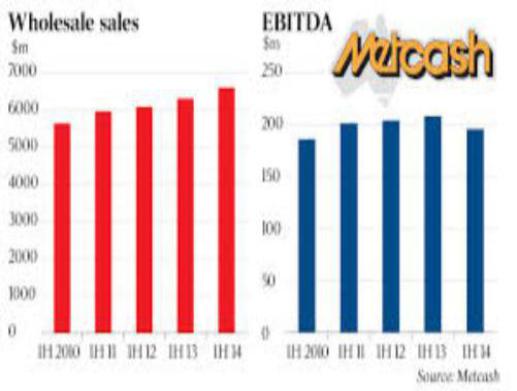 Wholesale sales
$m
7000
6000
5000
4000
3000
2000
1000
0
1H 2010 1H 11 1H 12 1H 13 1H 14
EBITDA
$m
250
200
150
100
50
0
1H 2010 1H 11 1H 12 1H 13 1H 14
Metcash
Source: Metcash